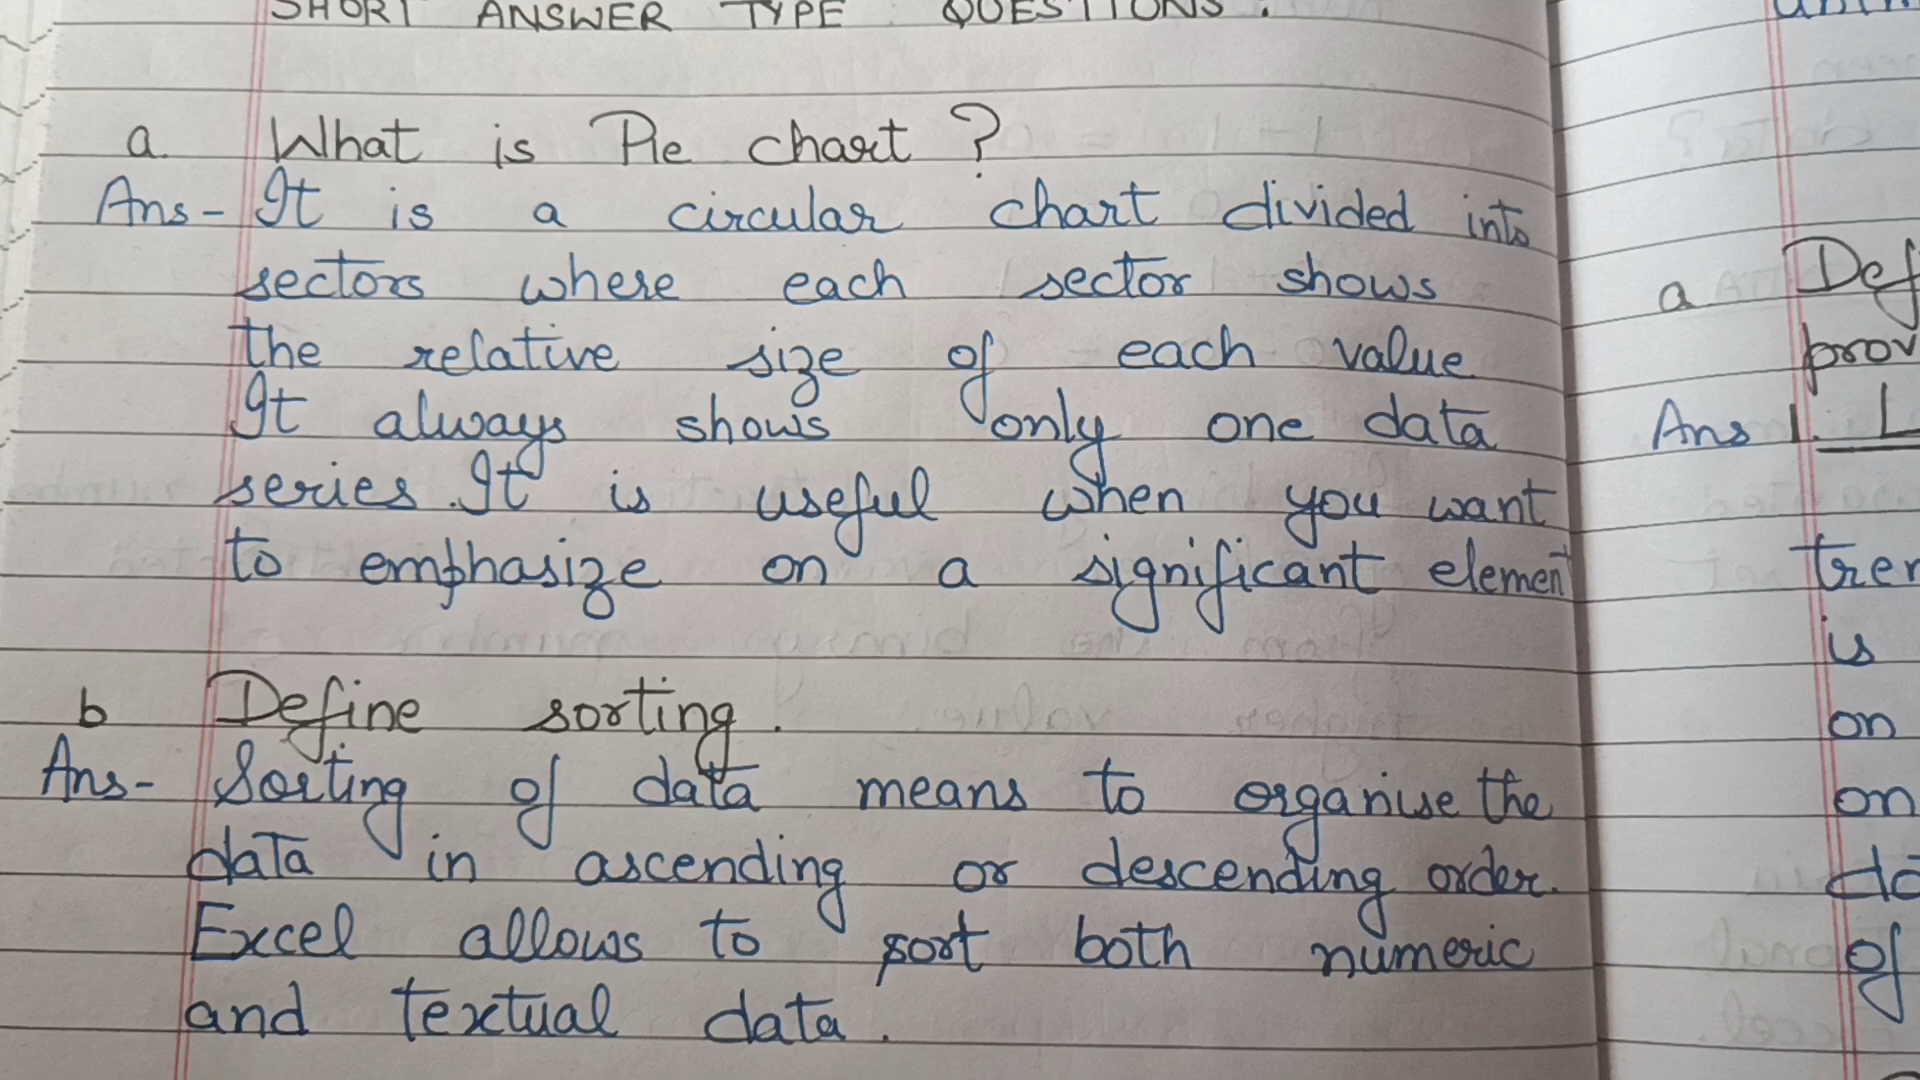 SHORT ANSWER TYPE QUESTIONS.
a. What is Pie chart ?
Ans- It is a circular chart divided into
sectors where each sector shows
the relative size of each value
It always shows only one data
series. It is useful when you want
to emphasize on a significant element
b Define sorting.
Ans- Sorting of data means to organise the
data in ascending or descending order.
Excel allows to sort both numeric
and textual data.
a Def
prov
Ans 1. L
tren
is
on
on
of